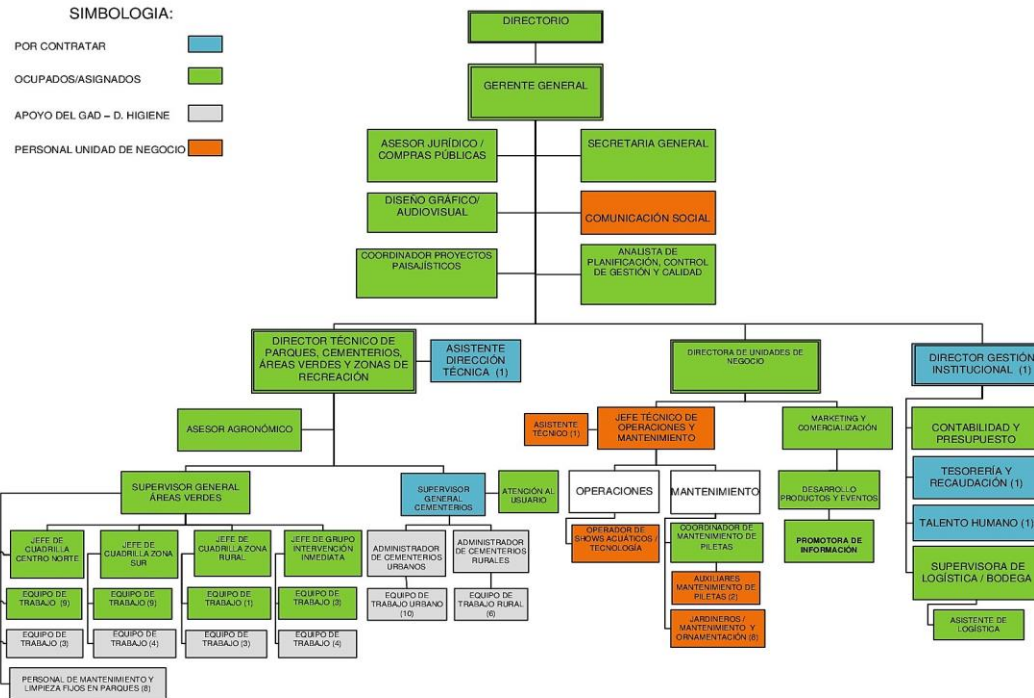 SIMBOLOGIA:
POR CONTRATAR
OCUPADOS/ASIGNADOS
APOYO DEL GAD – D. HIGIENE
PERSONAL UNIDAD DE NEGOCIO
DIRECTORIO
GERENTE GENERAL
ASESOR JURÍDICO /
COMPRAS PÚBLICAS
SECRETARIA GENERAL
DISEÑO GRÁFICO/
AUDIOVISUAL
COMUNICACIÓN SOCIAL
COORDINADOR PROYECTOS
PAISAJÍSTICOS
ANALISTA DE
PLANIFICACIÓN, CONTROL
DE GESTIÓN Y CALIDAD
DIRECTOR TÉCNICO DE
PARQUES, CEMENTERIOS,
ÁREAS VERDES Y ZONAS DE
RECREACIÓN
ASISTENTE
DIRECCIÓN
TÉCNICA (1)
DIRECTORA DE UNIDADES DE
NEGOCIO
DIRECTOR GESTIÓN
INSTITUCIONAL (1)
ASESOR AGRONÓMICO
ASISTENTE
TÉCNICO (1)
JEFE TÉCNICO DE
OPERACIONES Y
MANTENIMIENTO
MARKETING Y
COMERCIALIZACIÓN
CONTABILIDAD Y
PRESUPUESTO
SUPERVISOR GENERAL
ÁREAS VERDES
SUPERVISOR
GENERAL
CEMENTERIOS
ATENCIÓN AL
USUARIO
OPERACIONES
MANTENIMIENTO
DESARROLLO
PRODUCTOS Y EVENTOS
TESORERÍA Y
RECAUDACIÓN (1)
JEFE DE
CUADRILLA
CENTRO NORTE
JEFE DE
CUADRILLA ZONA
SUR
JEFE DE
CUADRILLA ZONA
RURAL
JEFE DE GRUPO
INTERVENCIÓN
INMEDIATA
ADMINISTRADOR
DE CEMENTERIOS
URBANOS
ADMINISTRADOR
DE CEMENTERIOS
RURALES
OPERADOR DE
SHOWS ACUÁTICOS /
TECNOLOGÍA
COORDINADOR DE
MANTENIMIENTO DE
PILETAS
PROMOTORA DE
INFORMACIÓN
TALENTO HUMANO (1)
EQUIPO DE
TRABAJO (9)
EQUIPO DE
TRABAJO (9)
EQUIPO DE
TRABAJO (1)
EQUIPO DE
TRABAJO (3)
EQUIPO DE
TRABAJO URBANO
(10)
EQUIPO DE
TRABAJO RURAL
(6)
AUXILIARES
MANTENIMIENTO DE
PILETAS (2)
SUPERVISORA DE
LOGÍSTICA / BODEGA
EQUIPO DE
TRABAJO (3)
EQUIPO DE
TRABAJO (4)
EQUIPO DE
TRABAJO (3)
EQUIPO DE
TRABAJO (4)
JARDINEROS /
MANTENIMIENTO Y
ORNAMENTACIÓN (8)
ASISTENTE DE
LOGÍSTICA
PERSONAL DE MANTENIMIENTO Y
LIMPIEZA FIJOS EN PARQUES (8)